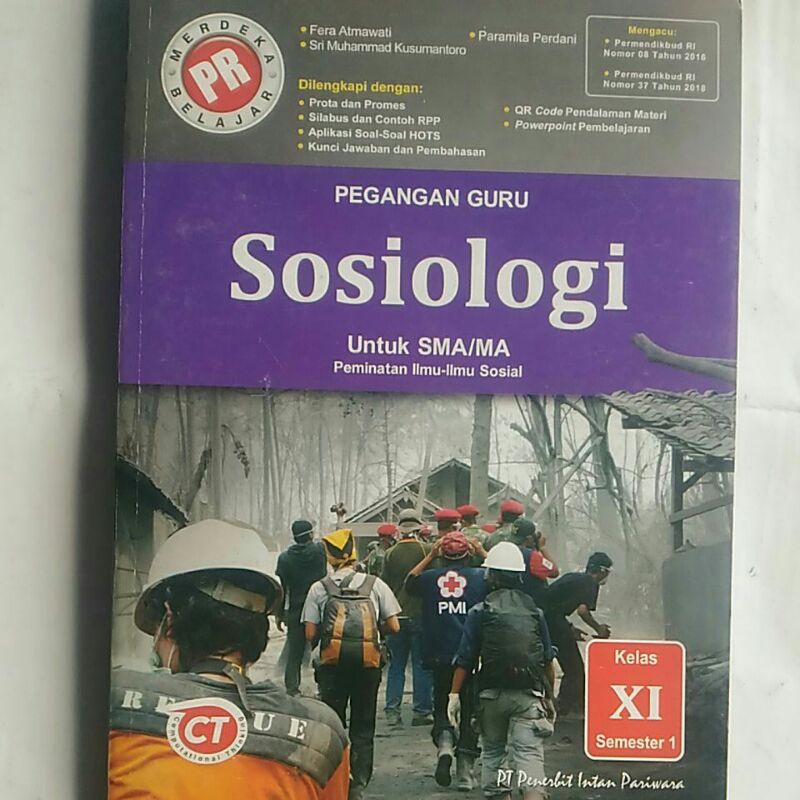 MERDEKA
PR
BELAJAR
• Fera Atmawati
• Sri Muhammad Kusumantoro
• Paramita Perdani
Mengacu:
• Permendikbud RI
Nomor 08 Tahun 2016
• Permendikbud RI
Nomor 37 Tahun 2018
Dilengkapi dengan:
• Prota dan Promes
• Silabus dan Contoh RPP
• Aplikasi Soal-Soal HOTS
• Kunci Jawaban dan Pembahasan
• QR Code Pendalaman Materi
• Powerpoint Pembelajaran
PEGANGAN GURU
Sosiologi
Untuk SMA/MA
Peminatan Ilmu-Ilmu Sosial
PMI
Kelas
XI
Semester 1
CT
Computational Thinking
PT Penerbit Intan Pariwara